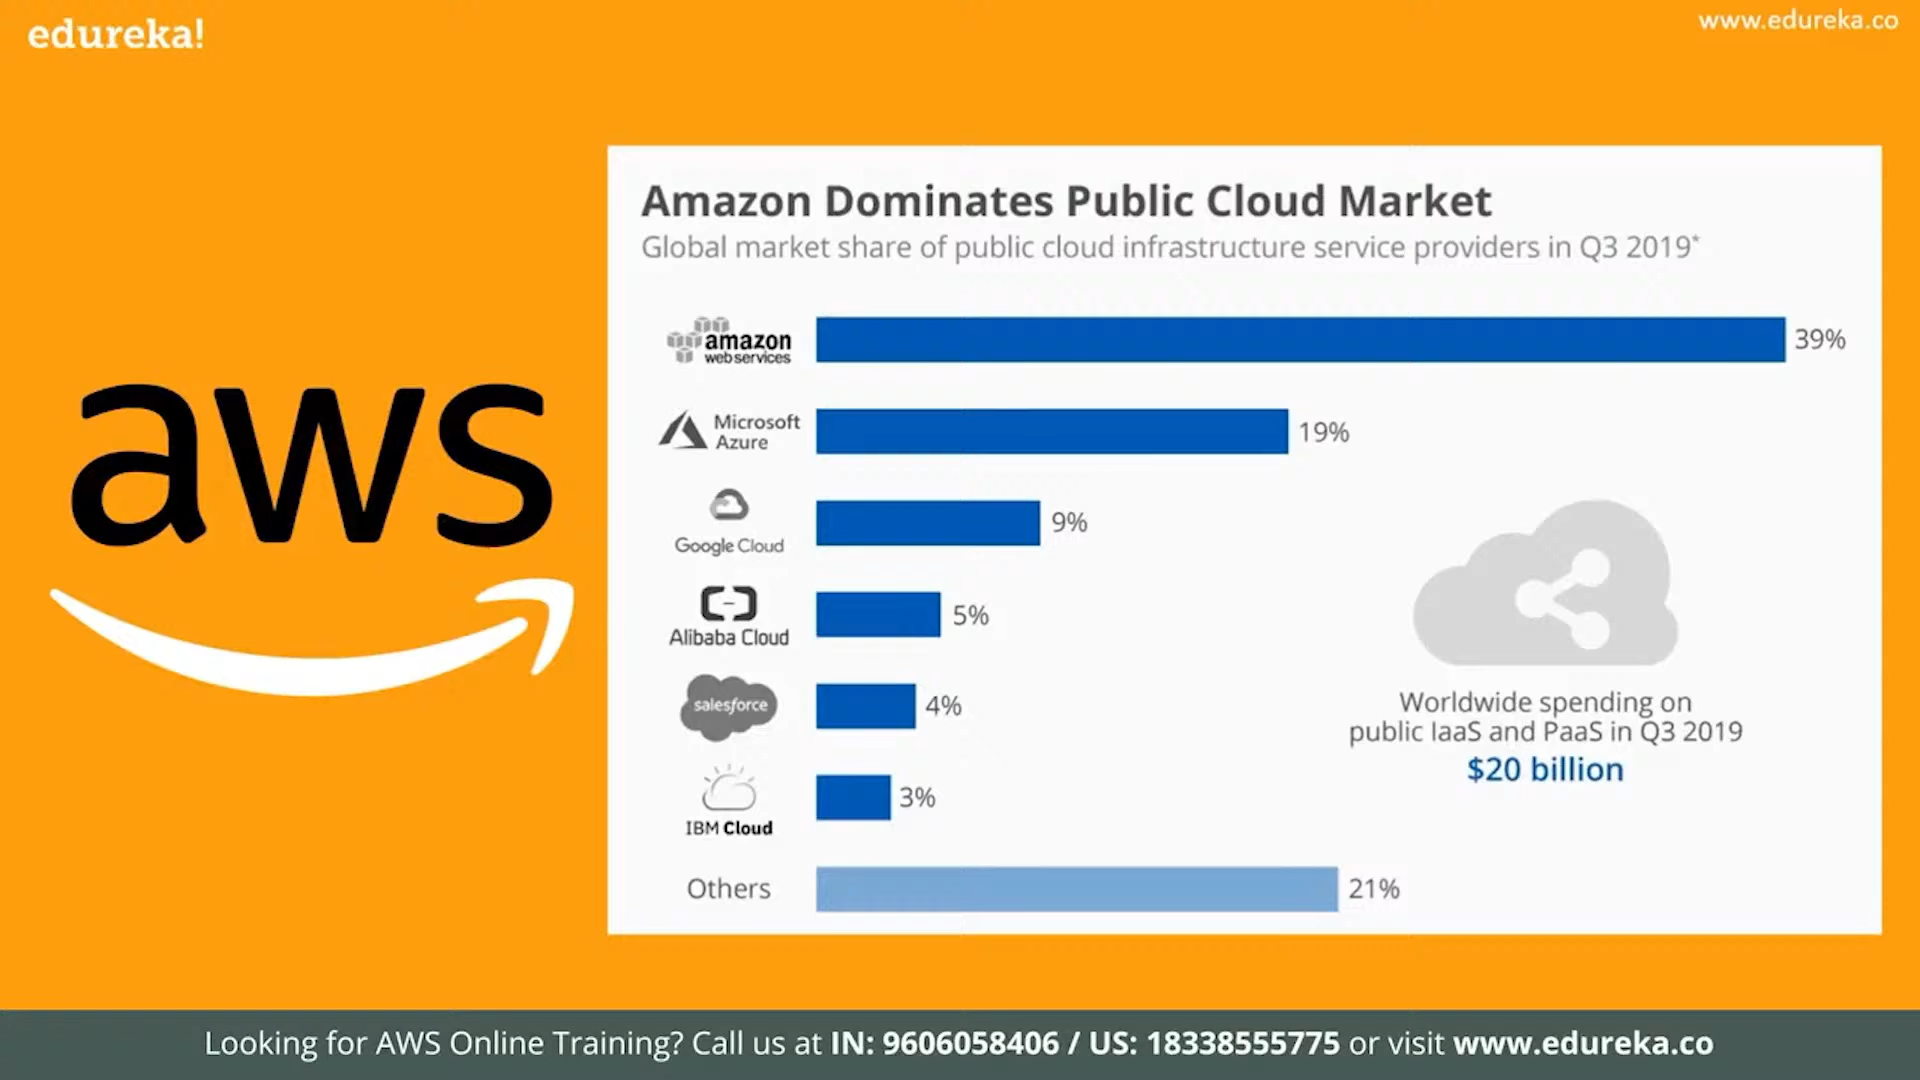 edureka!
www.edureka.co
Amazon Dominates Public Cloud Market
Global market share of public cloud infrastructure service providers in Q3 2019*
amazon
webservices
39%
Microsoft
Azure
19%
Google Cloud
9%
Alibaba Cloud
5%
salesforce
4%
IBM Cloud
3%
Others
21%
aws
Worldwide spending on
public IaaS and PaaS in Q3 2019
$20 billion
Looking for AWS Online Training? Call us at IN: 9606058406 / US: 18338555775 or visit www.edureka.co